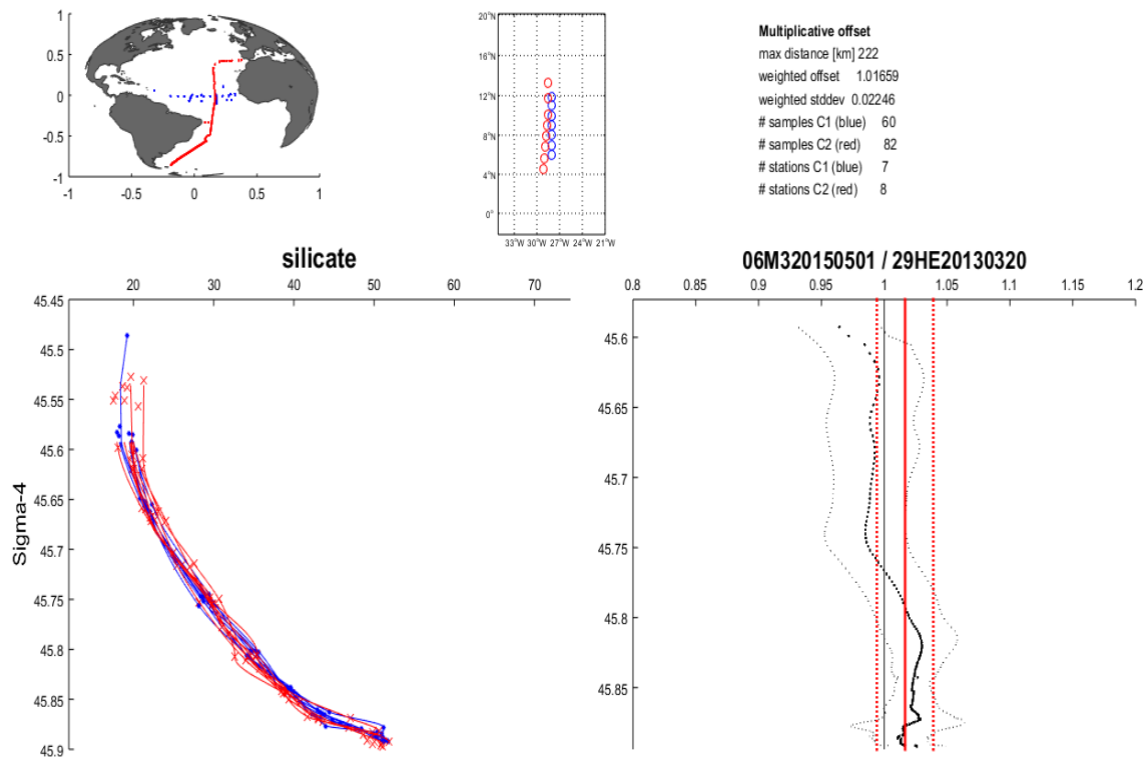 1
0.5
0
-0.5
-1
-1
-0.5
0
0.5
1
20°N
16°N
12°N
8°N
4°N
0°
33°W 30°W 27°W 24°W 21°W
Multiplicative offset
max distance [km] 222
weighted offset 1.01659
weighted stddev 0.02246
# samples C1 (blue) 60
# samples C2 (red) 82
# stations C1 (blue) 7
# stations C2 (red) 8
silicate
20 30 40 50 60 70
45.45
45.5
45.55
45.6
45.65
45.7
45.75
45.8
45.85
45.9
Sigma-4
06M320150501 / 29HE20130320
0.8 0.85 0.9 0.95 1 1.05 1.1 1.15 1.2
45.6
45.65
45.7
45.75
45.8
45.85